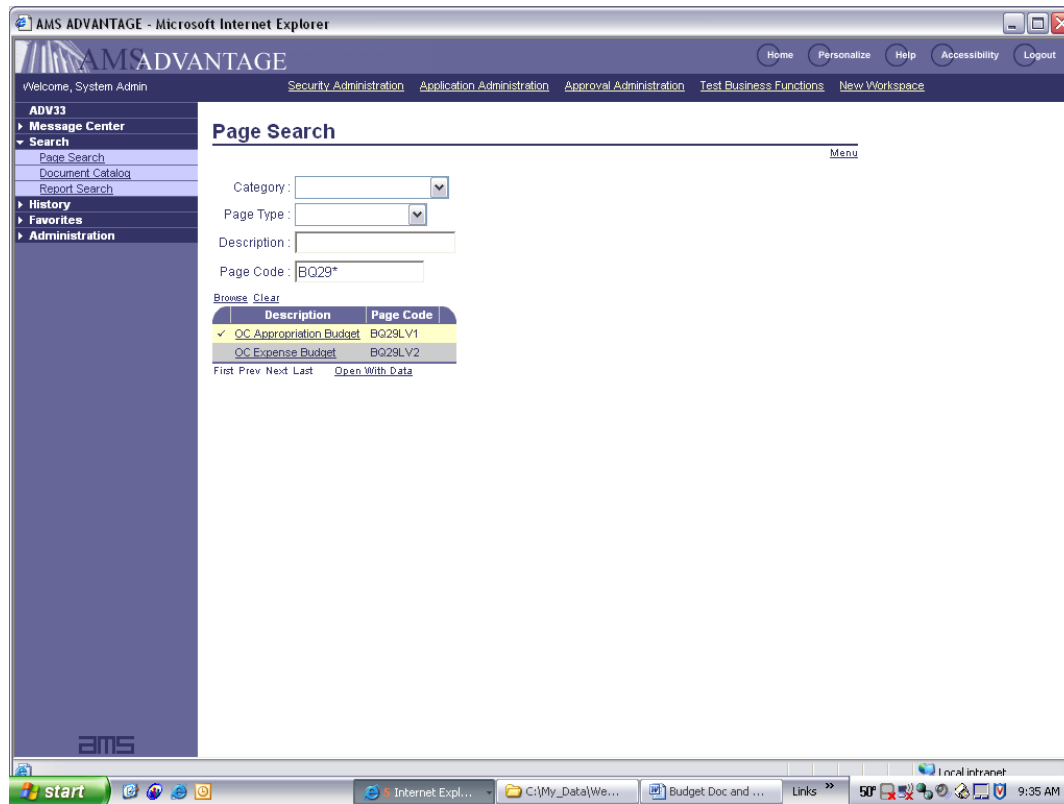 AMS ADVANTAGE - Microsoft Internet Explorer
AMSADVANTAGE
Home Personalize Help Accessibility Logout
Welcome, System Admin
Security Administration Application Administration Approval Administration Test Business Functions New Workspace
ADV33
Message Center
Search
Page Search
Document Catalog
Report Search
History
Favorites
Administration
Page Search
Menu
Category :
Page Type :
Description :
Page Code : BQ29*
Browse Clear
Description Page Code
OC Appropriation Budget BQ29LV1
OC Expense Budget BQ29LV2
First Prev Next Last Open With Data
ams
Local intranet
start
5 Internet Expl...
C:\My_Data\We...
Budget Doc and ...
Links »
50°
9:35 AM